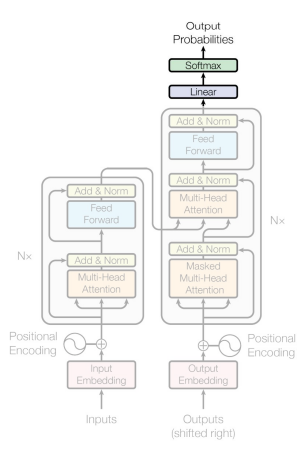 Output
Probabilities
Softmax
Linear
Add & Norm
Feed
Forward
Add & Norm
Multi-Head
Attention
Add & Norm
Masked
Multi-Head
Attention
N×
Add & Norm
Feed
Forward
N×
Add & Norm
Multi-Head
Attention
Positional
Encoding
Positional
Encoding
Input
Embedding
Output
Embedding
Inputs
Outputs
(shifted right)